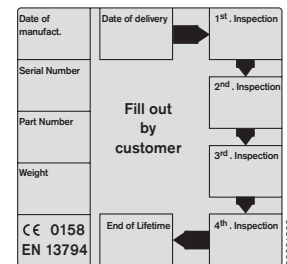 Date of
manufact.
Serial Number
Part Number
Weight
CE 0158
EN 13794
Date of delivery
Fill out
by
customer
End of Lifetime
1st . Inspection
2nd . Inspection
3rd . Inspection
4th . Inspection